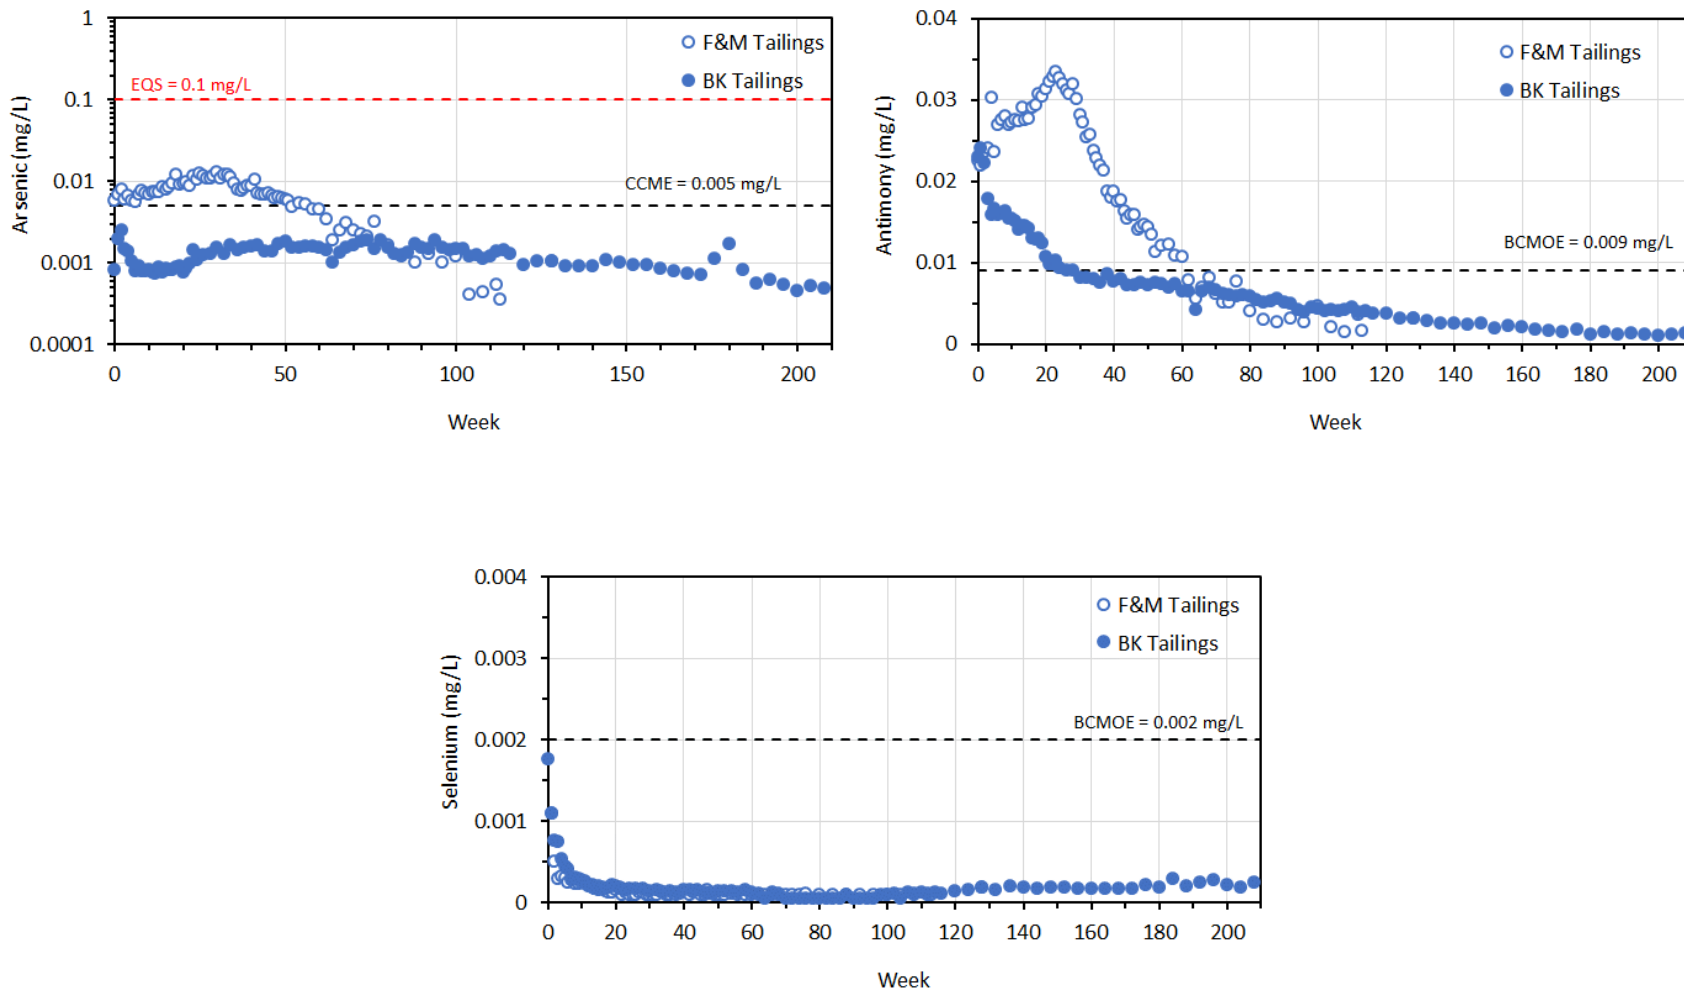 1
0.1
0.01
0.001
0.0001
Arsenic (mg/L)
F&M Tailings
BK Tailings
EQS = 0.1 mg/L
CCME = 0.005 mg/L
0 50 100 150 200
Week
0.04
0.03
0.02
0.01
0
Antimony (mg/L)
F&M Tailings
BK Tailings
BCMOE = 0.009 mg/L
0 20 40 60 80 100 120 140 160 180 200
Week
0.004
0.003
0.002
0.001
0
Selenium (mg/L)
F&M Tailings
BK Tailings
BCMOE = 0.002 mg/L
0 20 40 60 80 100 120 140 160 180 200
Week